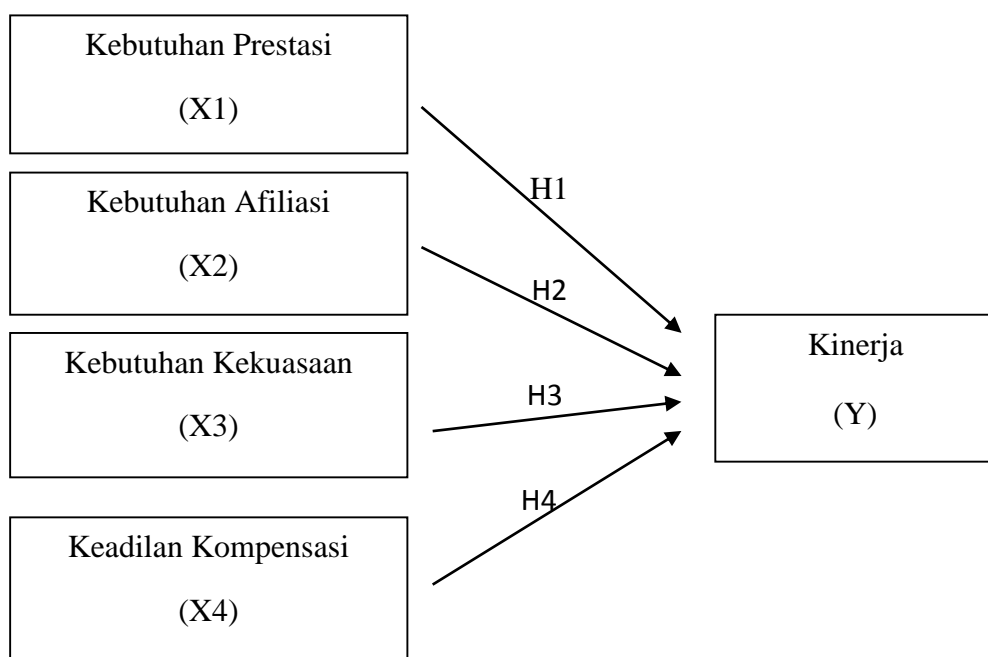 Kebutuhan Prestasi
(X1)
H1
Kebutuhan Afiliasi
(X2)
H2
Kebutuhan Kekuasaan
(X3)
H3
Kinerja
(Y)
H4
Keadilan Kompensasi
(X4)